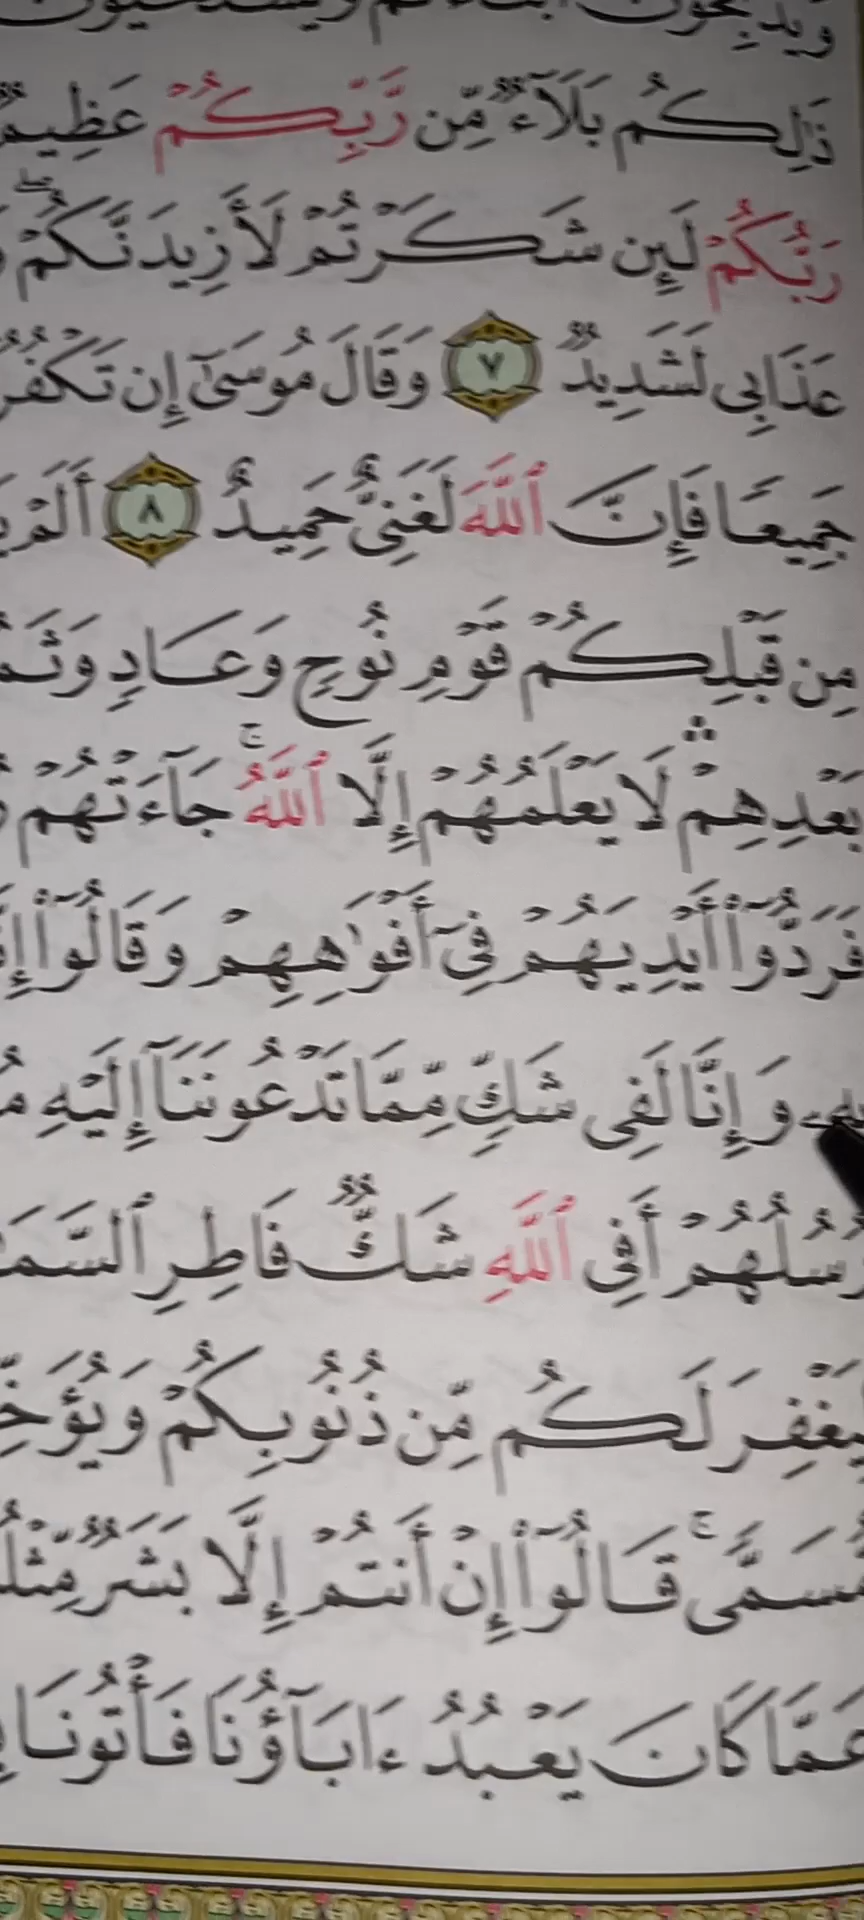 ذَٰلِكُم بَلَآءٌ مِّن رَّبِّكُمْ عَظِيمٌ
رَبُّكُمْ لَئِن شَكَرْتُمْ لَأَزِيدَنَّكُمْ
عَذَابِى لَشَدِيدٌ ٧ وَقَالَ مُوسَىٰٓ إِن تَكْفُرُ
جَمِيعًا فَإِنَّ ٱللَّهَ لَغَنِىٌّ حَمِيدٌ ٨ أَلَمْ
مِن قَبْلِكُمْ قَوْمِ نُوحٍ وَعَادٍ وَثَم
بَعْدِهِمْ ۛ لَا يَعْلَمُهُمْ إِلَّا ٱللَّهُ ۚ جَآءَتْهُمْ
فَرَدُّوٓا۟ أَيْدِيَهُمْ فِىٓ أَفْوَٰهِهِمْ وَقَالُوٓا۟ إِنَّ
بِهِۦ وَإِنَّا لَفِى شَكٍّ مِّمَّا تَدْعُونَنَآ إِلَيْهِ مُ
رُسُلُهُمْ أَفِى ٱللَّهِ شَكٌّ فَاطِرِ ٱلسَّمَ
لِيَغْفِرَ لَكُم مِّن ذُنُوبِكُمْ وَيُؤَخِّ
مُّسَمًّى ۚ قَالُوٓا۟ إِنْ أَنتُمْ إِلَّا بَشَرٌ مِّثْلُ
عَمَّا كَانَ يَعْبُدُ ءَابَآؤُنَا فَأْتُونَا